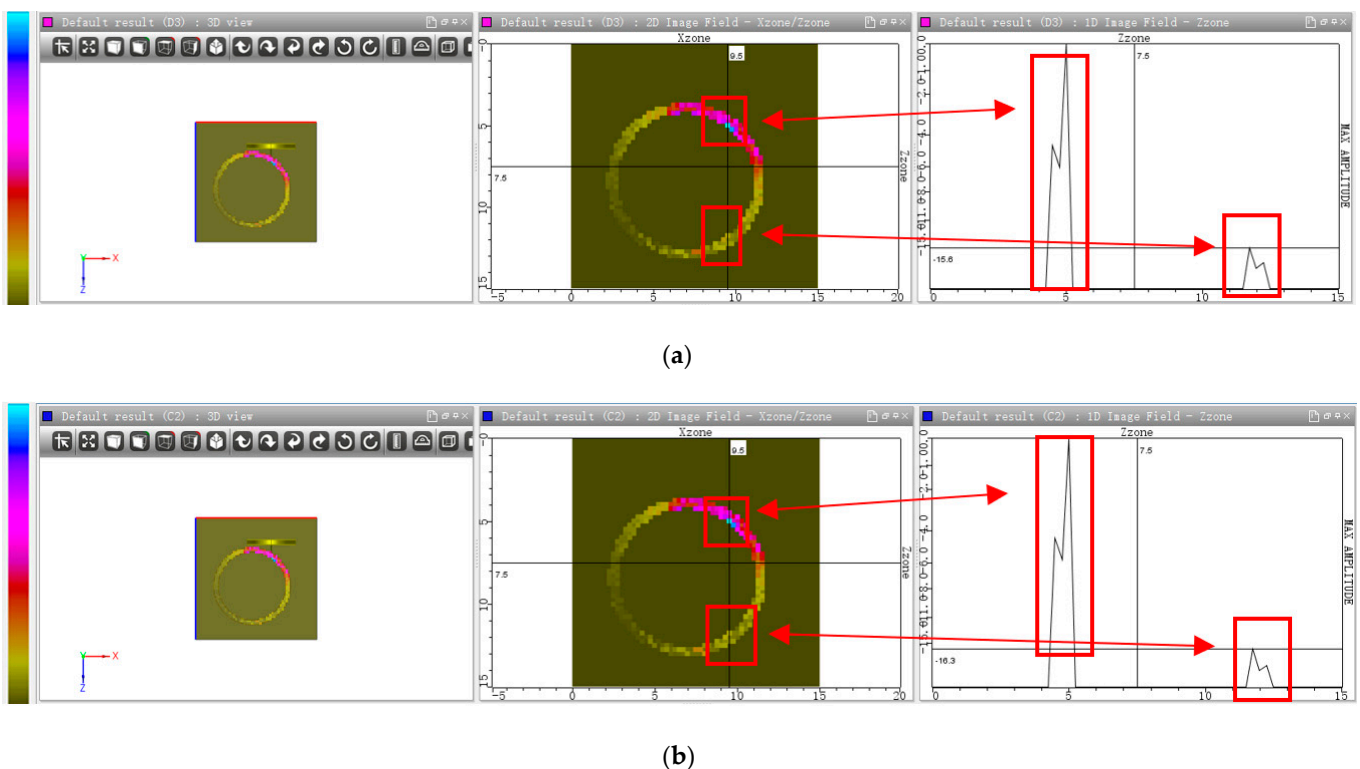 Default result (D3) : 3D view
Default result (D3) : 2D Image Field - Xzone/Zzone
Default result (D3) : 1D Image Field - Zzone
X
Y
Z
Xzone
9.5
7.5
Zzone
0
5
10
15
-5 0 5 10 15 20
Zzone
7.5
-15.6
MAX AMPLITUDE
0 5 10 15
(a)
Default result (C2) : 3D view
Default result (C2) : 2D Image Field - Xzone/Zzone
Default result (C2) : 1D Image Field - Zzone
X
Y
Z
Xzone
9.5
7.5
Zzone
0
5
10
15
-5 0 5 10 15 20
Zzone
7.5
-16.3
MAX AMPLITUDE
0 5 10 15
(b)